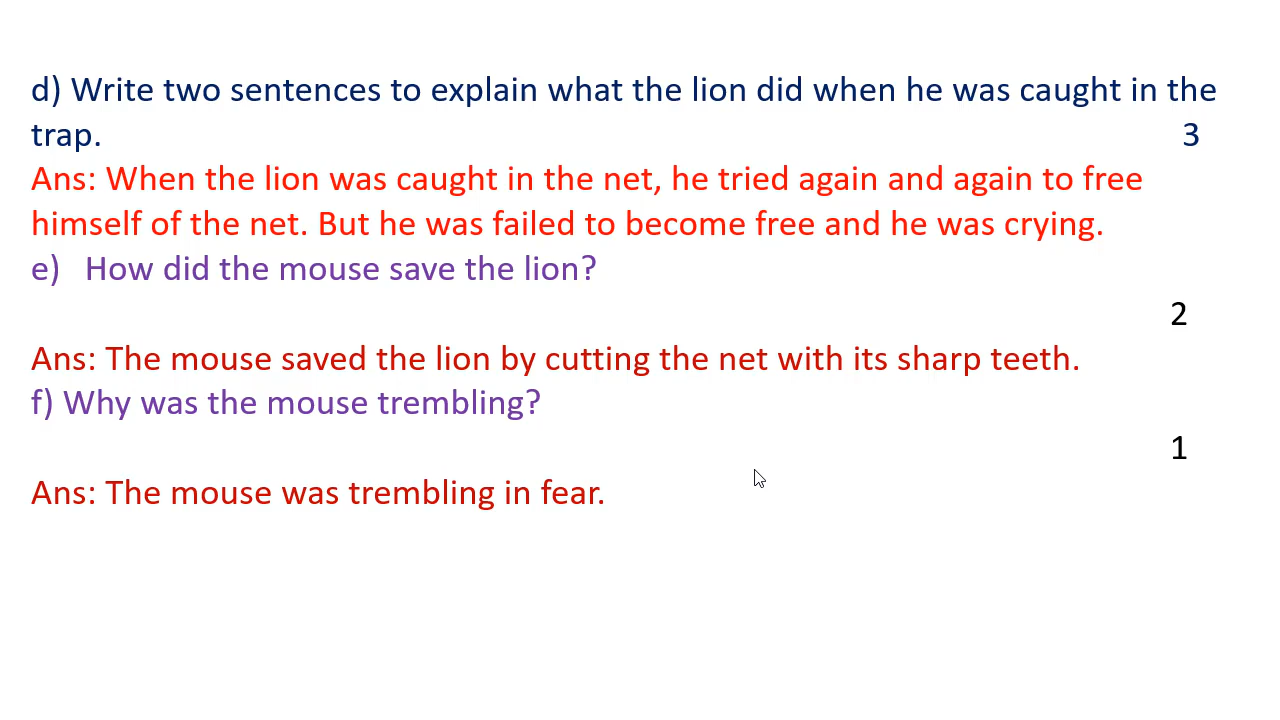 d) Write two sentences to explain what the lion did when he was caught in the
trap. 3
Ans: When the lion was caught in the net, he tried again and again to free
himself of the net. But he was failed to become free and he was crying.
e) How did the mouse save the lion?
2
Ans: The mouse saved the lion by cutting the net with its sharp teeth.
f) Why was the mouse trembling?
1
Ans: The mouse was trembling in fear.